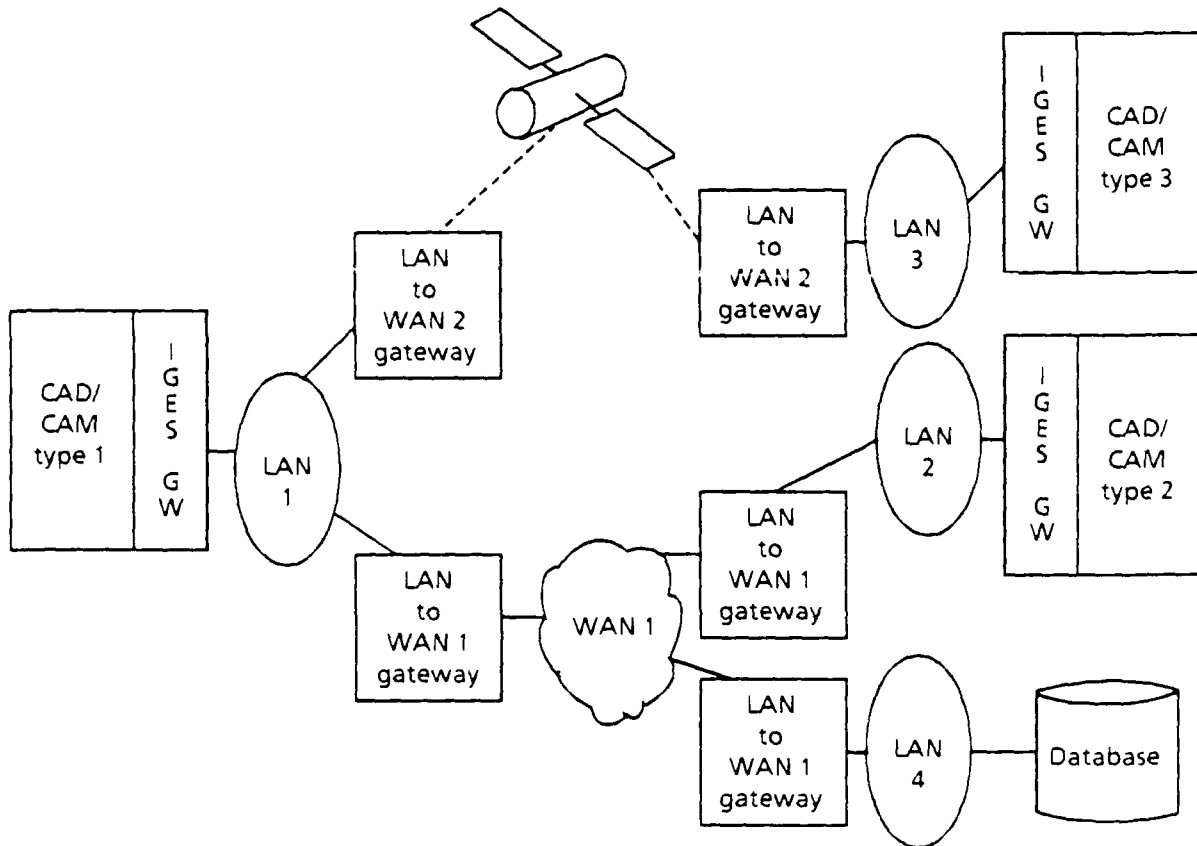 I
G
E
S
G
W
CAD/
CAM
type 3
LAN
to
WAN 2
gateway
LAN
3
LAN
to
WAN 2
gateway
CAD/
CAM
type 1
I
G
E
S
G
W
LAN
1
LAN
2
I
G
E
S
G
W
CAD/
CAM
type 2
LAN
to
WAN 1
gateway
LAN
to
WAN 1
gateway
WAN 1
LAN
to
WAN 1
gateway
LAN
4
Database